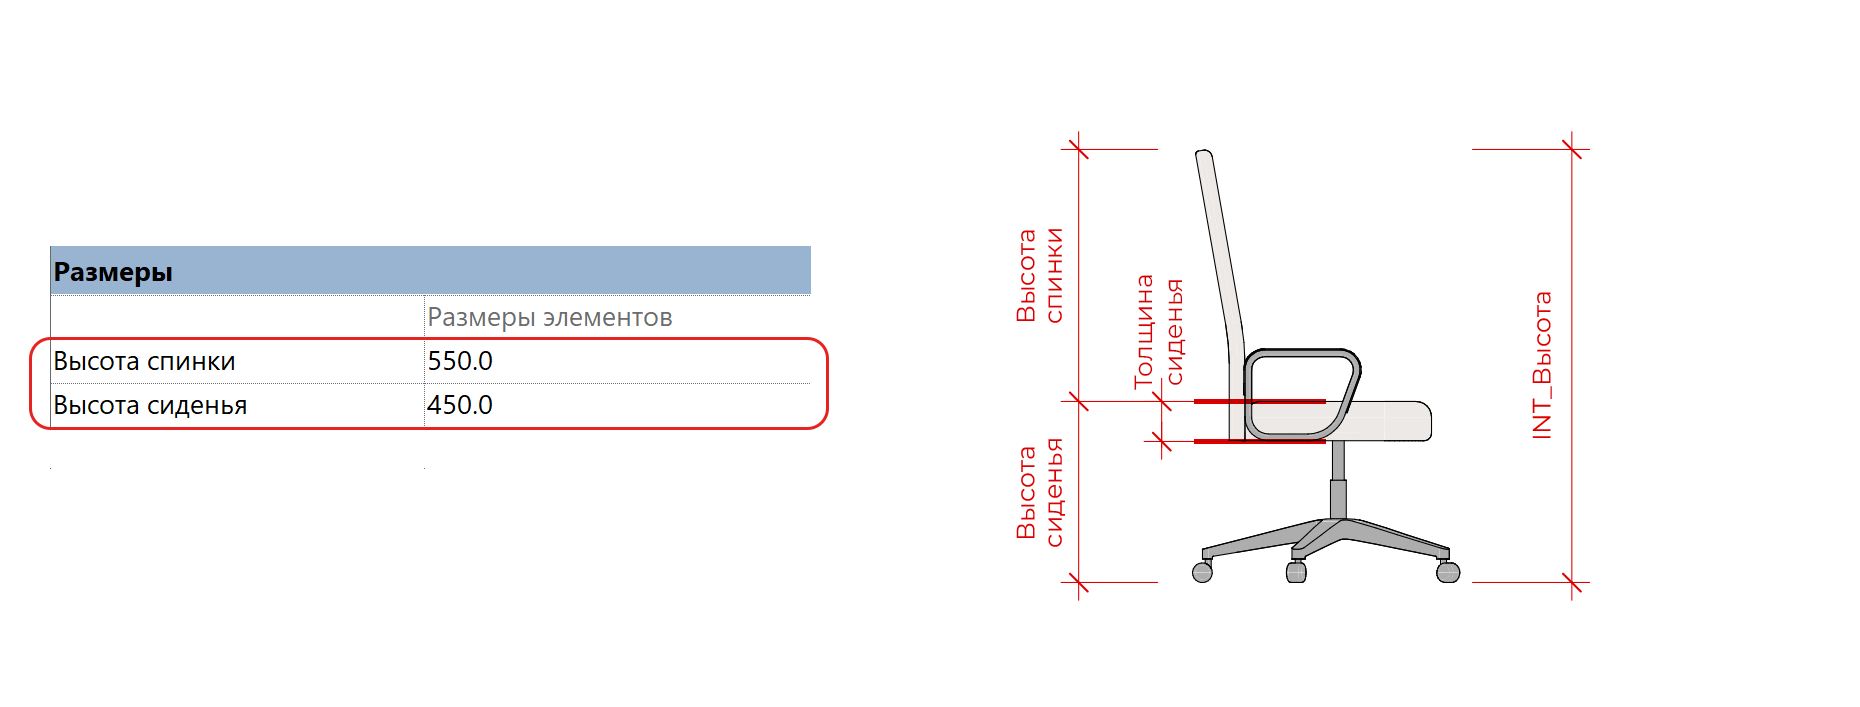 Размеры
Размеры элементов
Высота спинки 550.0
Высота сиденья 450.0
Высота
спинки
Толщина
сиденья
Высота
сиденья
INT_Высота